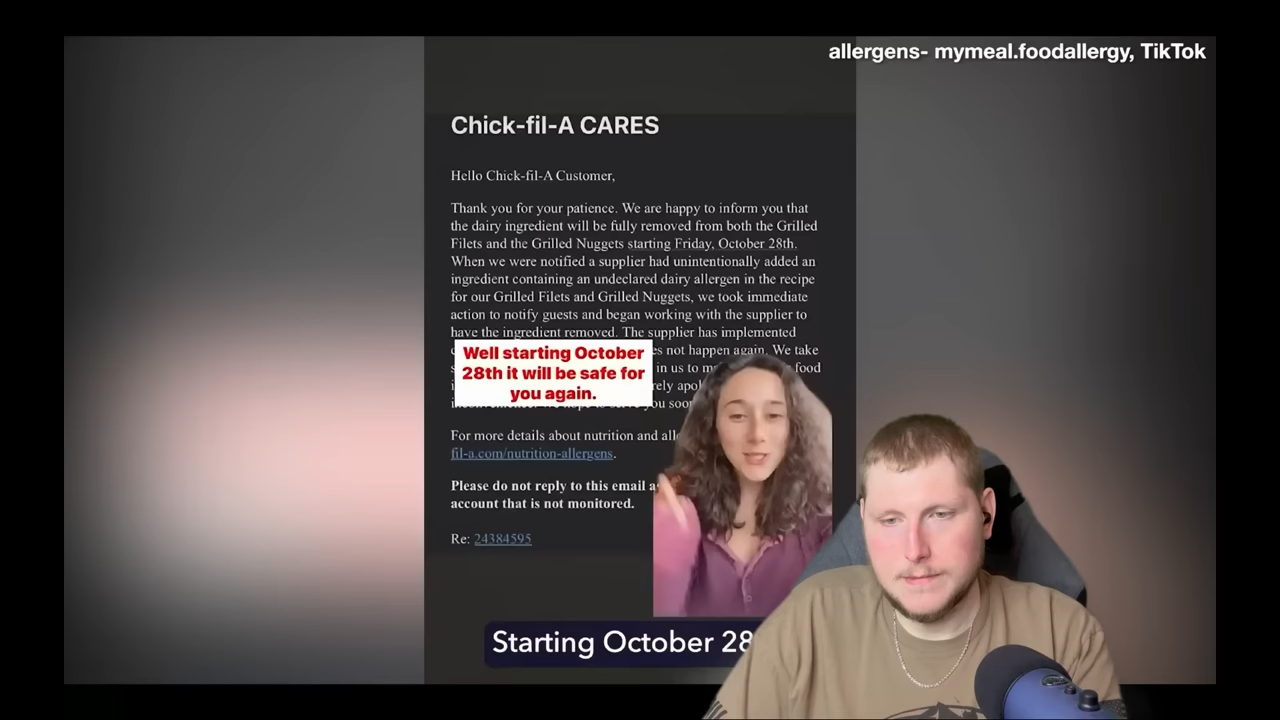 allergens- mymeal.foodallergy, TikTok
Chick-fil-A CARES
Hello Chick-fil-A Customer,
Thank you for your patience. We are happy to inform you that
the dairy ingredient will be fully removed from both the Grilled
Filets and the Grilled Nuggets starting Friday, October 28th.
When we were notified a supplier had unintentionally added an
ingredient containing an undeclared dairy allergen in the recipe
for our Grilled Filets and Grilled Nuggets, we took immediate
action to notify guests and began working with the supplier to
have the ingredient removed. The supplier has implemented
not happen again. We take
in us to food
Well starting October
28th it will be safe for
you again.
you soon
For more details about nutrition and
fil-a.com/nutrition-allergens.
Please do not reply to this email
account that is not monitored.
Re: 24384595
Starting October 28